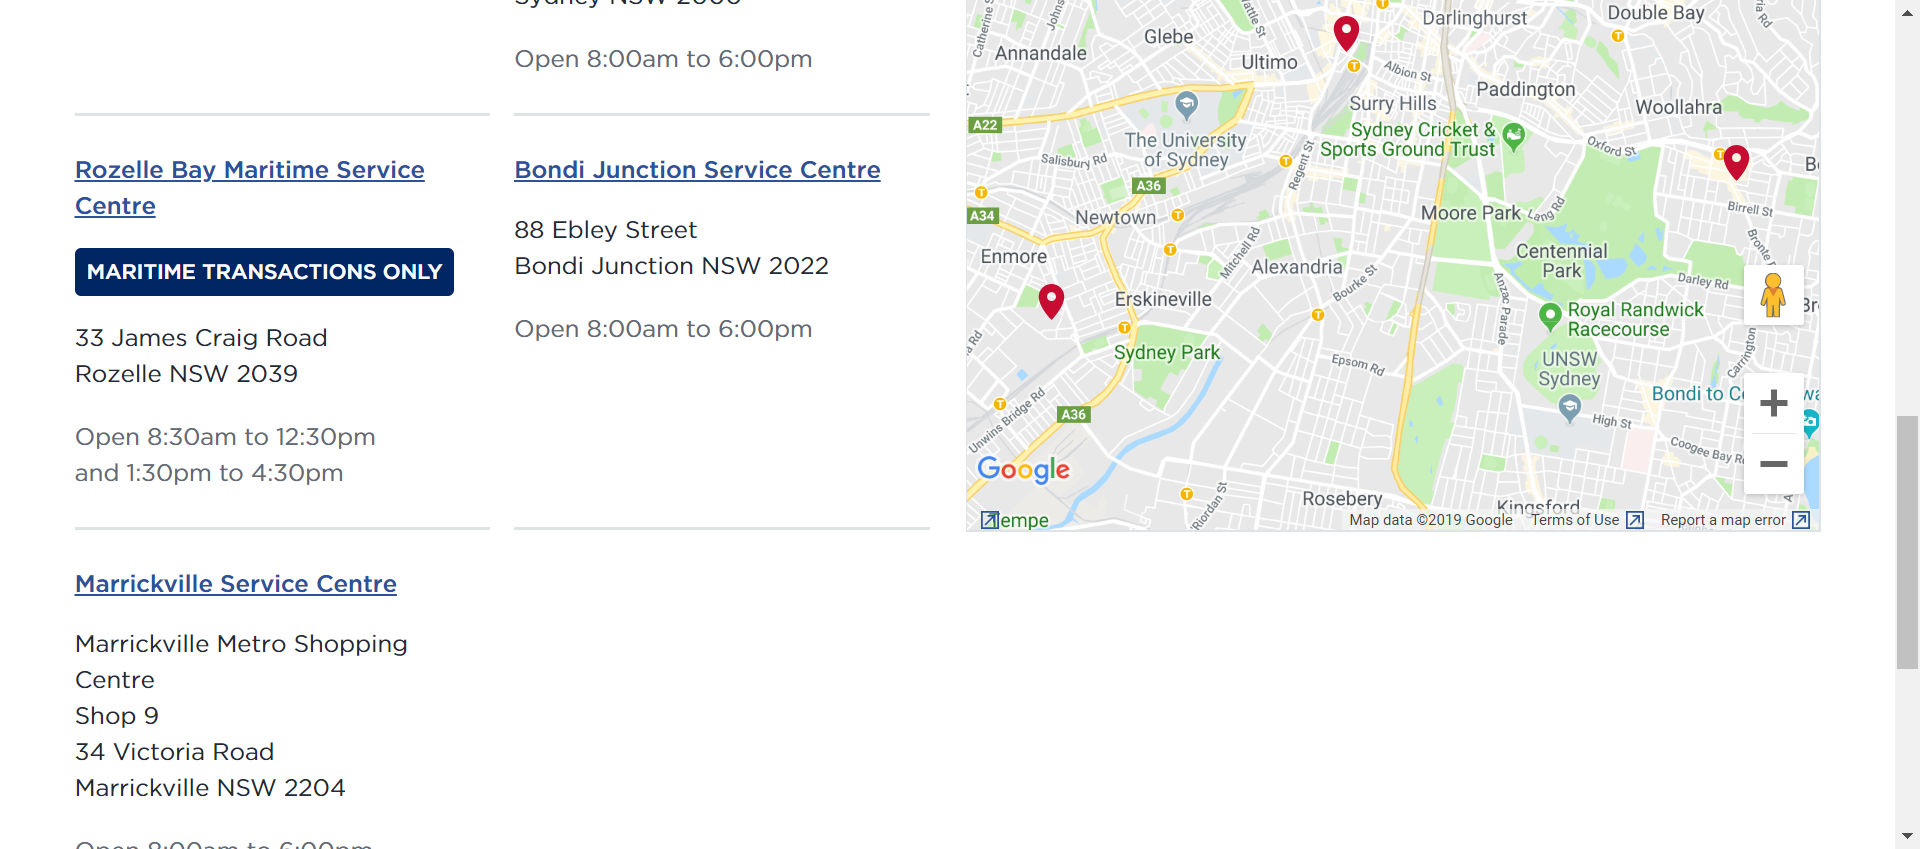 Sydney NSW 2000
Open 8:00am to 6:00pm
Rozelle Bay Maritime Service
Centre
MARITIME TRANSACTIONS ONLY
33 James Craig Road
Rozelle NSW 2039
Open 8:30am to 12:30pm
and 1:30pm to 4:30pm
Bondi Junction Service Centre
88 Ebley Street
Bondi Junction NSW 2022
Open 8:00am to 6:00pm
Marrickville Service Centre
Marrickville Metro Shopping
Centre
Shop 9
34 Victoria Road
Marrickville NSW 2204
Open 8:00am to 6:00pm
Catherine S
Johns
Wattle St
Darlinghurst
Double Bay
Glebe
Annandale
Ultimo
Albion St
Paddington
Surry Hills
Woollahra
A22
The University
of Sydney
Sydney Cricket &
Sports Ground Trust
Oxford St
Salisbury Rd
Regent St
A36
A34
Newtown
Moore Park
Lang Rd
Birrell St
Bronte
Enmore
Mitchell Rd
Alexandria
Bourke St
Centennial
Park
Darley Rd
Erskineville
Anzac Parade
Royal Randwick
Racecourse
Sydney Park
Epsom Rd
UNSW
Sydney
Carrington
Bondi to Co
Unwins Bridge Rd
A36
High St
Coogee Bay R
Google
Riordan St
Rosebery
Kingsford
empe
Map data ©2019 Google
Terms of Use
Report a map error